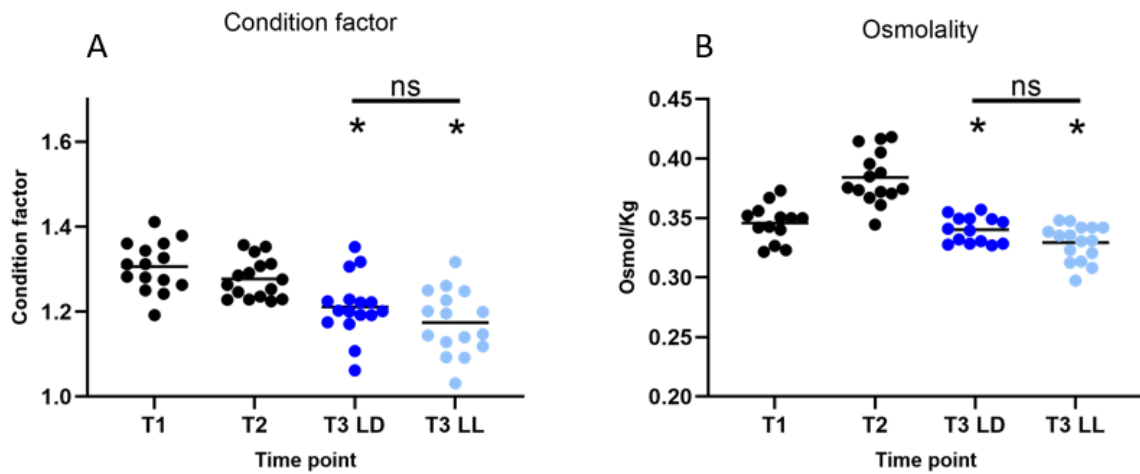 Condition factor
A
ns
* *
Condition factor
1.6
1.4
1.2
1.0
T1 T2 T3 LD T3 LL
Time point
Osmolality
B
ns
* *
Osmol/Kg
0.45
0.40
0.35
0.30
0.25
0.20
T1 T2 T3 LD T3 LL
Time point